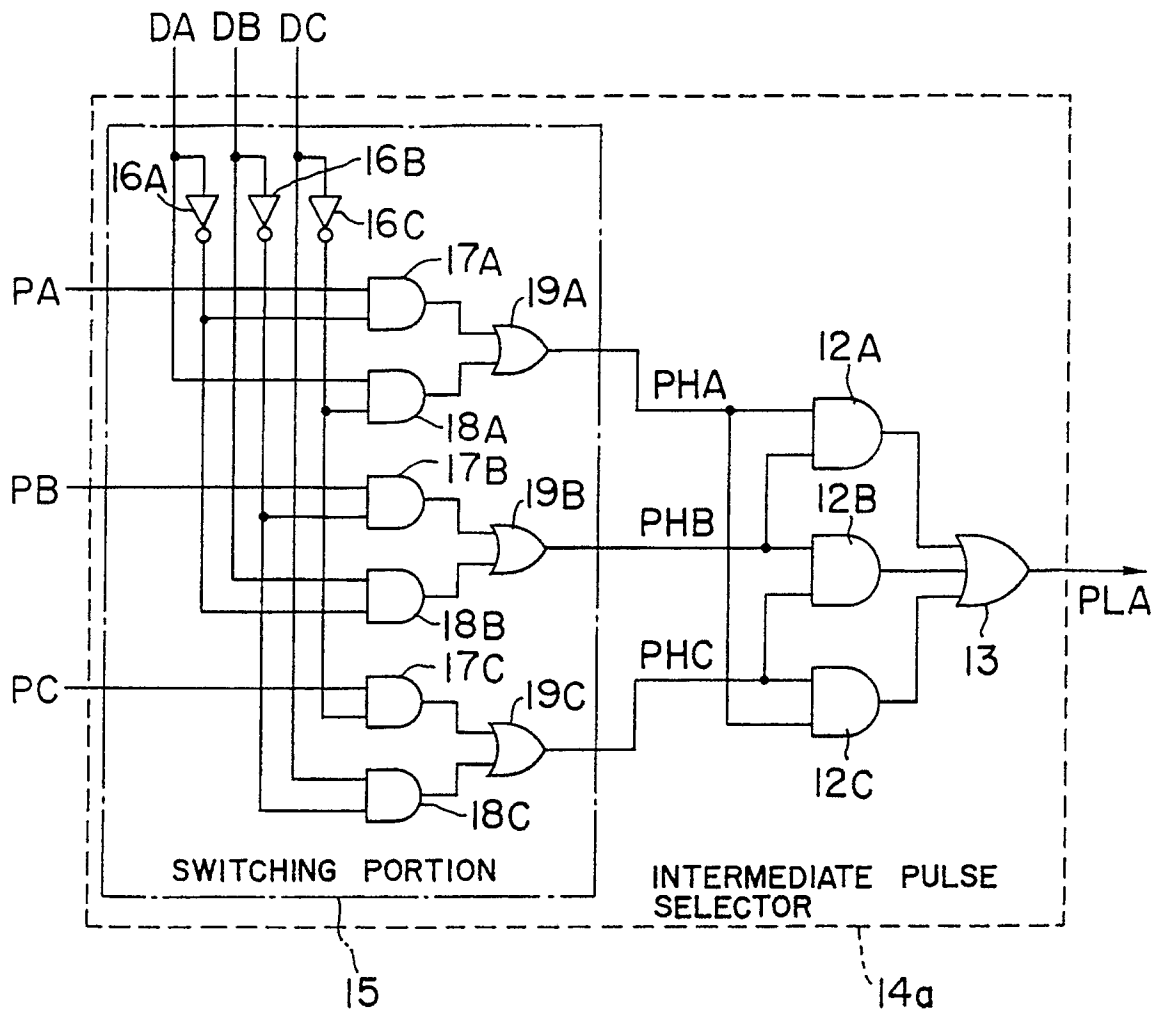 DA DB DC
16A
16B
16C
PA
17A
19A
12A
PHA
18A
17B
PB
19B
12B
PHB
PLA
18B
17C
PHC
13
PC
19C
12C
18C
SWITCHING PORTION
INTERMEDIATE PULSE
SELECTOR
15
14a